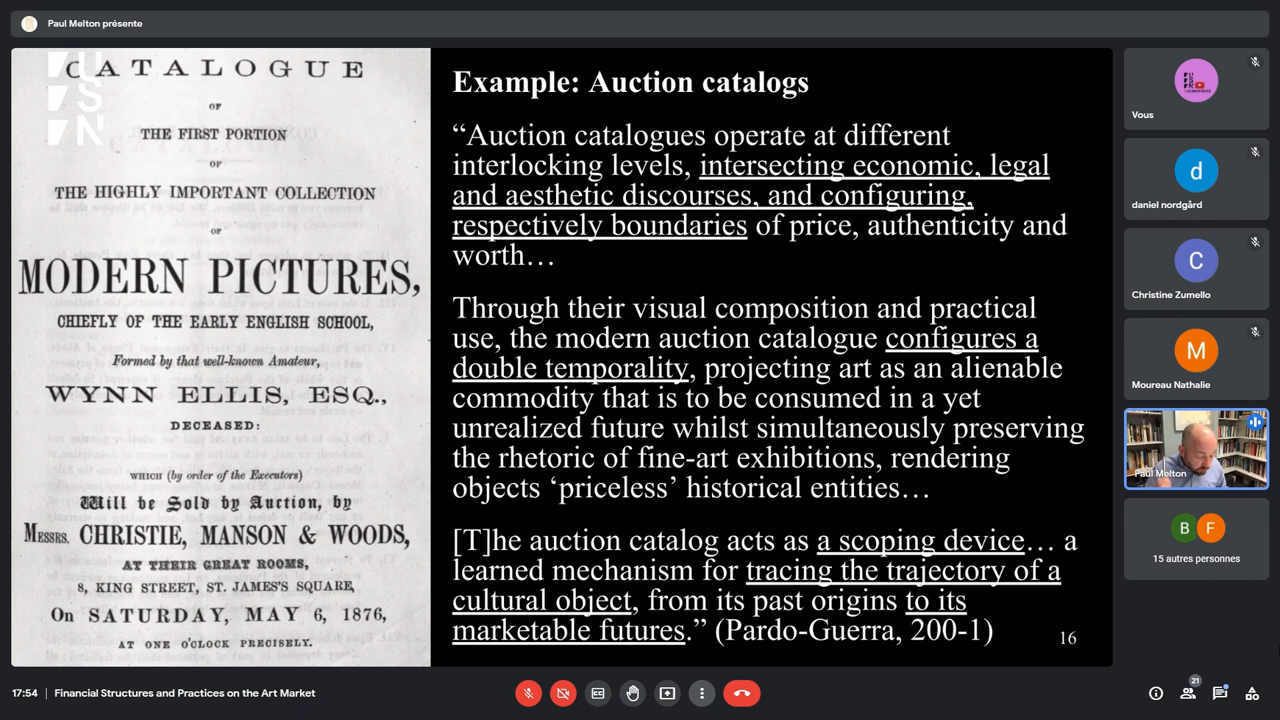 Paul Melton présente
USN
CATALOGUE
OF
THE FIRST PORTION
OF
THE HIGHLY IMPORTANT COLLECTION
OF
MODERN PICTURES,
CHIEFLY OF THE EARLY ENGLISH SCHOOL,
Formed by that well-known Amateur,
WYNN ELLIS, ESQ.,
DECEASED:
WHICH (by order of the Executors)
Will be Sold by Auction, by
MESSRS. CHRISTIE, MANSON & WOODS,
AT THEIR GREAT ROOMS,
8, KING STREET, ST. JAMES'S SQUARE,
On SATURDAY, MAY 6, 1876,
AT ONE O'CLOCK PRECISELY.
Example: Auction catalogs
“Auction catalogues operate at different
interlocking levels, intersecting economic, legal
and aesthetic discourses, and configuring,
respectively boundaries of price, authenticity and
worth…
Through their visual composition and practical
use, the modern auction catalogue configures a
double temporality, projecting art as an alienable
commodity that is to be consumed in a yet
unrealized future whilst simultaneously preserving
the rhetoric of fine-art exhibitions, rendering
objects ‘priceless’ historical entities…
[T]he auction catalog acts as a scoping device… a
learned mechanism for tracing the trajectory of a
cultural object, from its past origins to its
marketable futures.” (Pardo-Guerra, 200-1)
16
Vous
d
daniel nordgård
C
Christine Zumello
M
Moureau Nathalie
Paul Melton
B F
15 autres personnes
17:54 | Financial Structures and Practices on the Art Market
CC
21